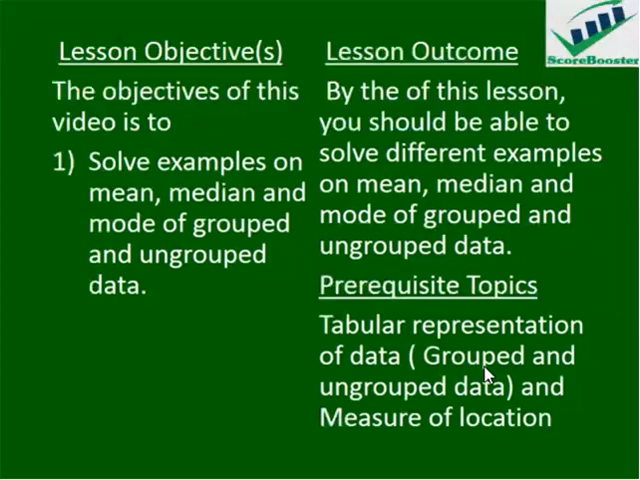 Lesson Objective(s)
The objectives of this
video is to
1) Solve examples on
mean, median and
mode of grouped
and ungrouped
data.
Lesson Outcome
By the of this lesson,
you should be able to
solve different examples
on mean, median and
mode of grouped and
ungrouped data.
Prerequisite Topics
Tabular representation
of data ( Grouped and
ungrouped data) and
Measure of location
ScoreBooster